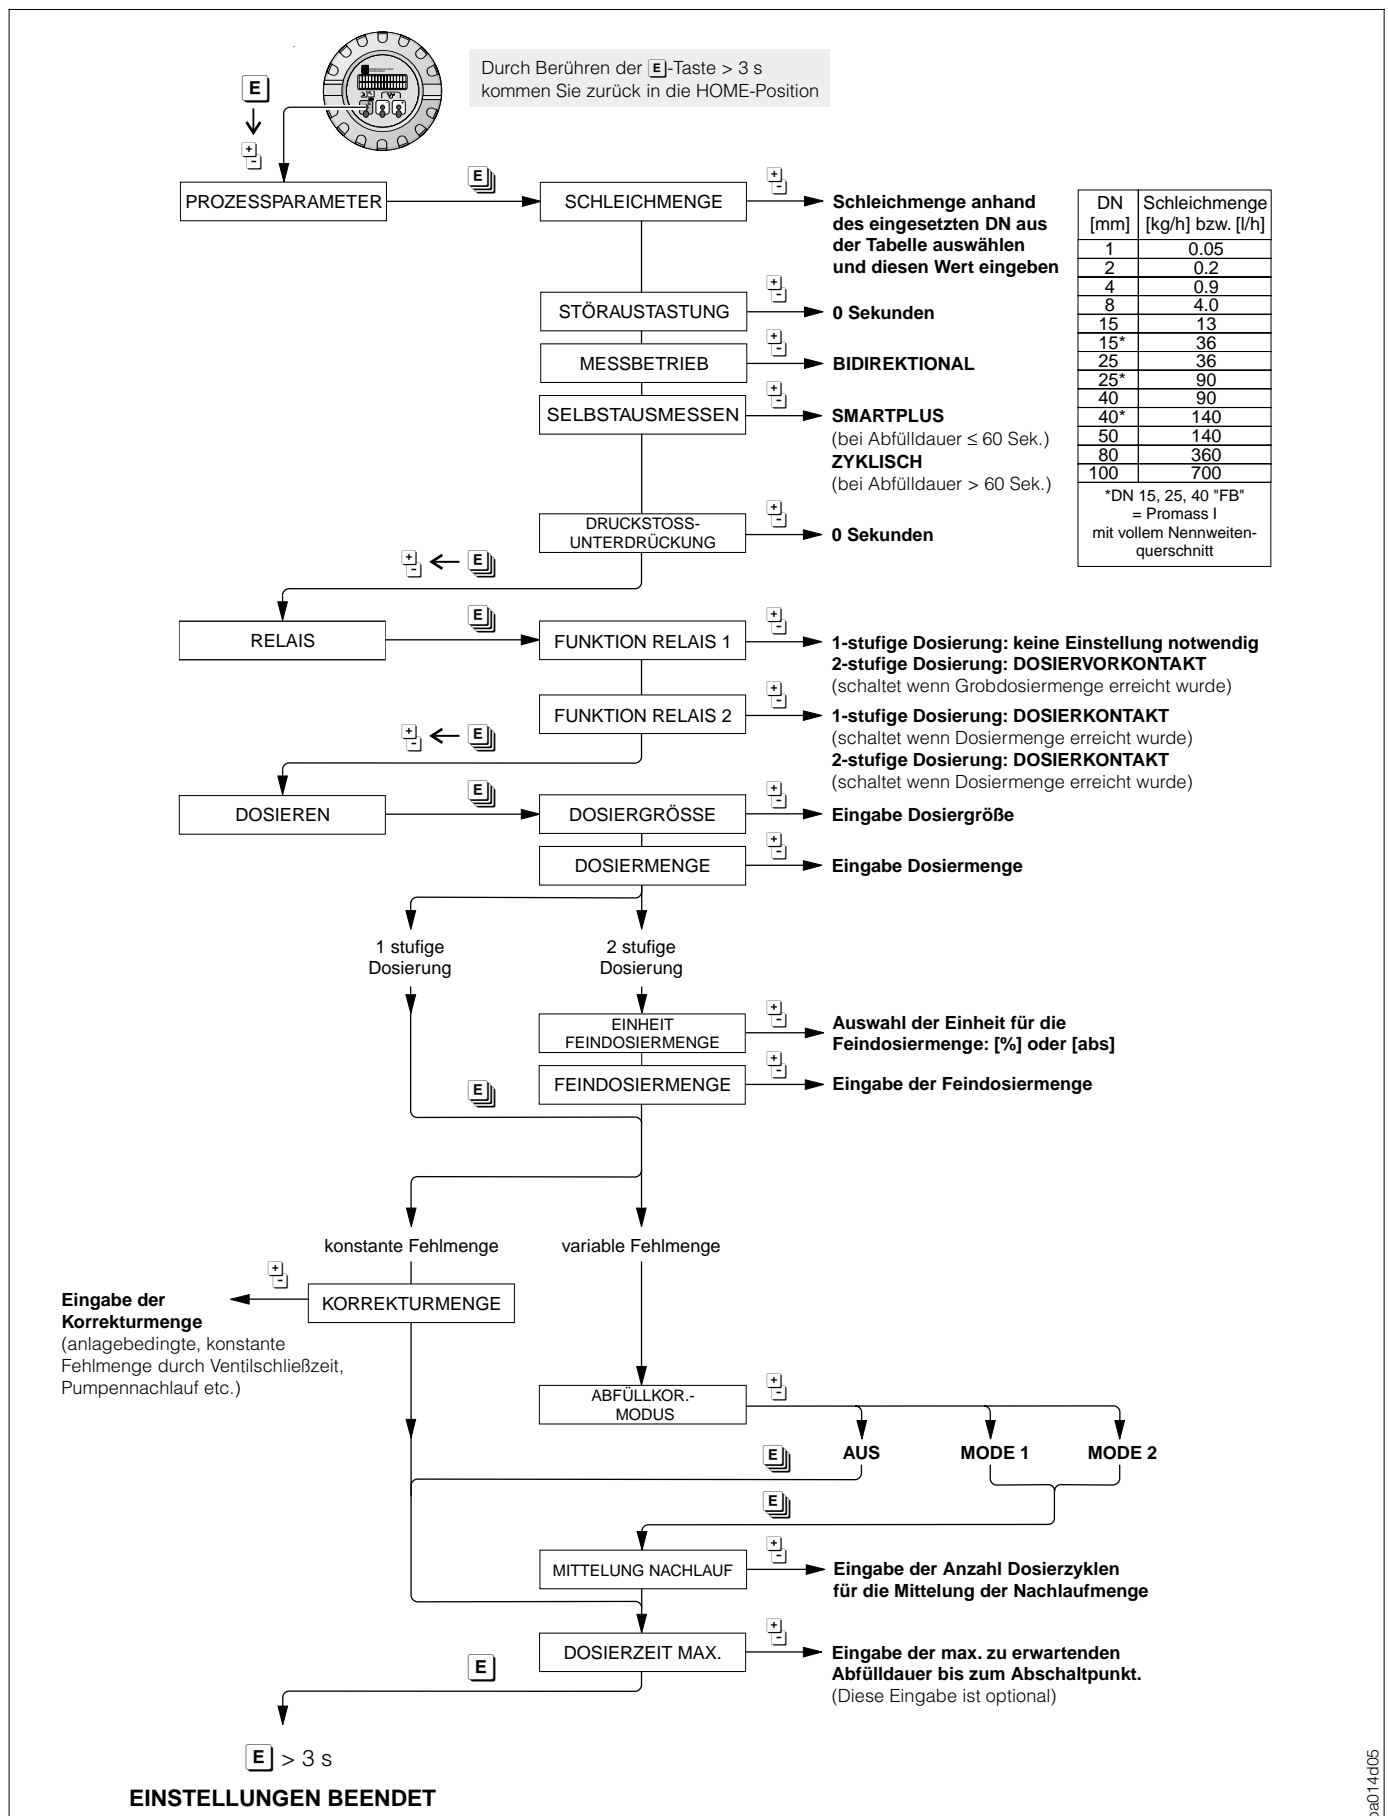 Durch Berühren der E-Taste > 3 s
kommen Sie zurück in die HOME-Position
E
+
-
PROZESSPARAMETER
E
SCHLEICHMENGE
+
-
Schleichmenge anhand
des eingesetzten DN aus
der Tabelle auswählen
und diesen Wert eingeben
DN Schleichmenge
[mm] [kg/h] bzw. [l/h]
1 0.05
2 0.2
4 0.9
8 4.0
15 13
15* 36
25 36
25* 90
40 90
40* 140
50 140
80 360
100 700
*DN 15, 25, 40 "FB"
= Promass I
mit vollem Nennweiten-
querschnitt
STÖRAUSTASTUNG
+
-
0 Sekunden
MESSBETRIEB
+
-
BIDIREKTIONAL
SELBSTAUSMESSEN
+
-
SMARTPLUS
(bei Abfülldauer ≤ 60 Sek.)
ZYKLISCH
(bei Abfülldauer > 60 Sek.)
DRUCKSTOSS-
UNTERDRÜCKUNG
+
-
0 Sekunden
+
-
E
RELAIS
E
FUNKTION RELAIS 1
+
-
1-stufige Dosierung: keine Einstellung notwendig
2-stufige Dosierung: DOSIERVORKONTAKT
(schaltet wenn Grobdosiermenge erreicht wurde)
FUNKTION RELAIS 2
+
-
1-stufige Dosierung: DOSIERKONTAKT
(schaltet wenn Dosiermenge erreicht wurde)
2-stufige Dosierung: DOSIERKONTAKT
(schaltet wenn Dosiermenge erreicht wurde)
+
-
E
DOSIEREN
E
DOSIERGRÖSSE
+
-
Eingabe Dosiergröße
DOSIERMENGE
+
-
Eingabe Dosiermenge
1 stufige
Dosierung
2 stufige
Dosierung
EINHEIT
FEINDOSIERMENGE
+
-
Auswahl der Einheit für die
Feindosiermenge: [%] oder [abs]
E
FEINDOSIERMENGE
+
-
Eingabe der Feindosiermenge
konstante Fehlmenge
variable Fehlmenge
+
-
KORREKTURMENGE
Eingabe der
Korrekturmenge
(anlagebedingte, konstante
Fehlmenge durch Ventilschließzeit,
Pumpennachlauf etc.)
ABFÜLLKOR.-
MODUS
+
-
AUS
MODE 1
MODE 2
E
E
MITTELUNG NACHLAUF
+
-
Eingabe der Anzahl Dosierzyklen
für die Mittelung der Nachlaufmenge
DOSIERZEIT MAX.
+
-
Eingabe der max. zu erwartenden
Abfülldauer bis zum Abschaltpunkt.
(Diese Eingabe ist optional)
E
E > 3 s
EINSTELLUNGEN BEENDET
ba014d05